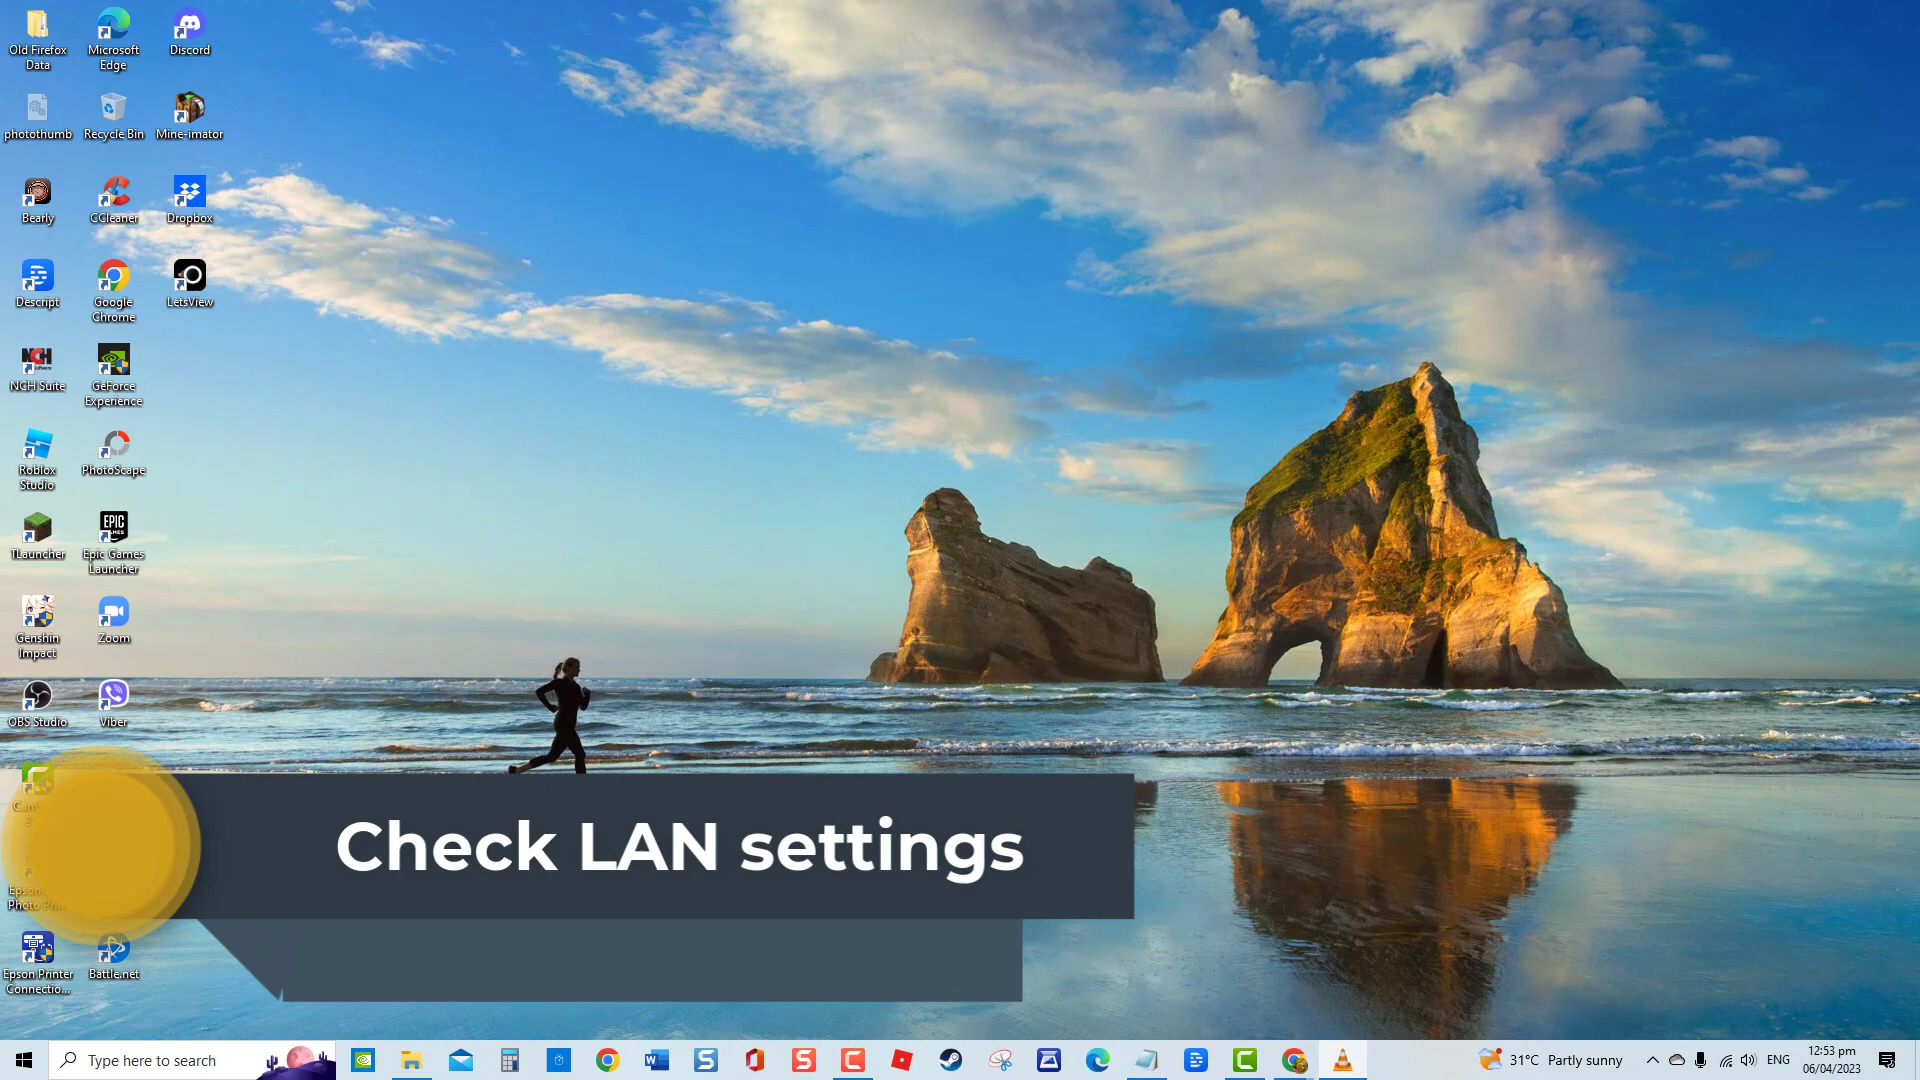 Old Firefox
Data
Microsoft
Edge
Discord
photothumb
Recycle Bin
Mine-imator
Bearly
CCleaner
Dropbox
Descript
Google
Chrome
LetsView
NCH
NCH Suite
GeForce
Experience
Roblox
Studio
PhotoScape
TLauncher
EPIC
GAMES
Epic Games
Launcher
Genshin
Impact
Zoom
OBS Studio
Viber
Check LAN settings
Epson Printer
Connectio...
Battle.net
Type here to search
31°C Partly sunny
ENG
12:53 pm
06/04/2023